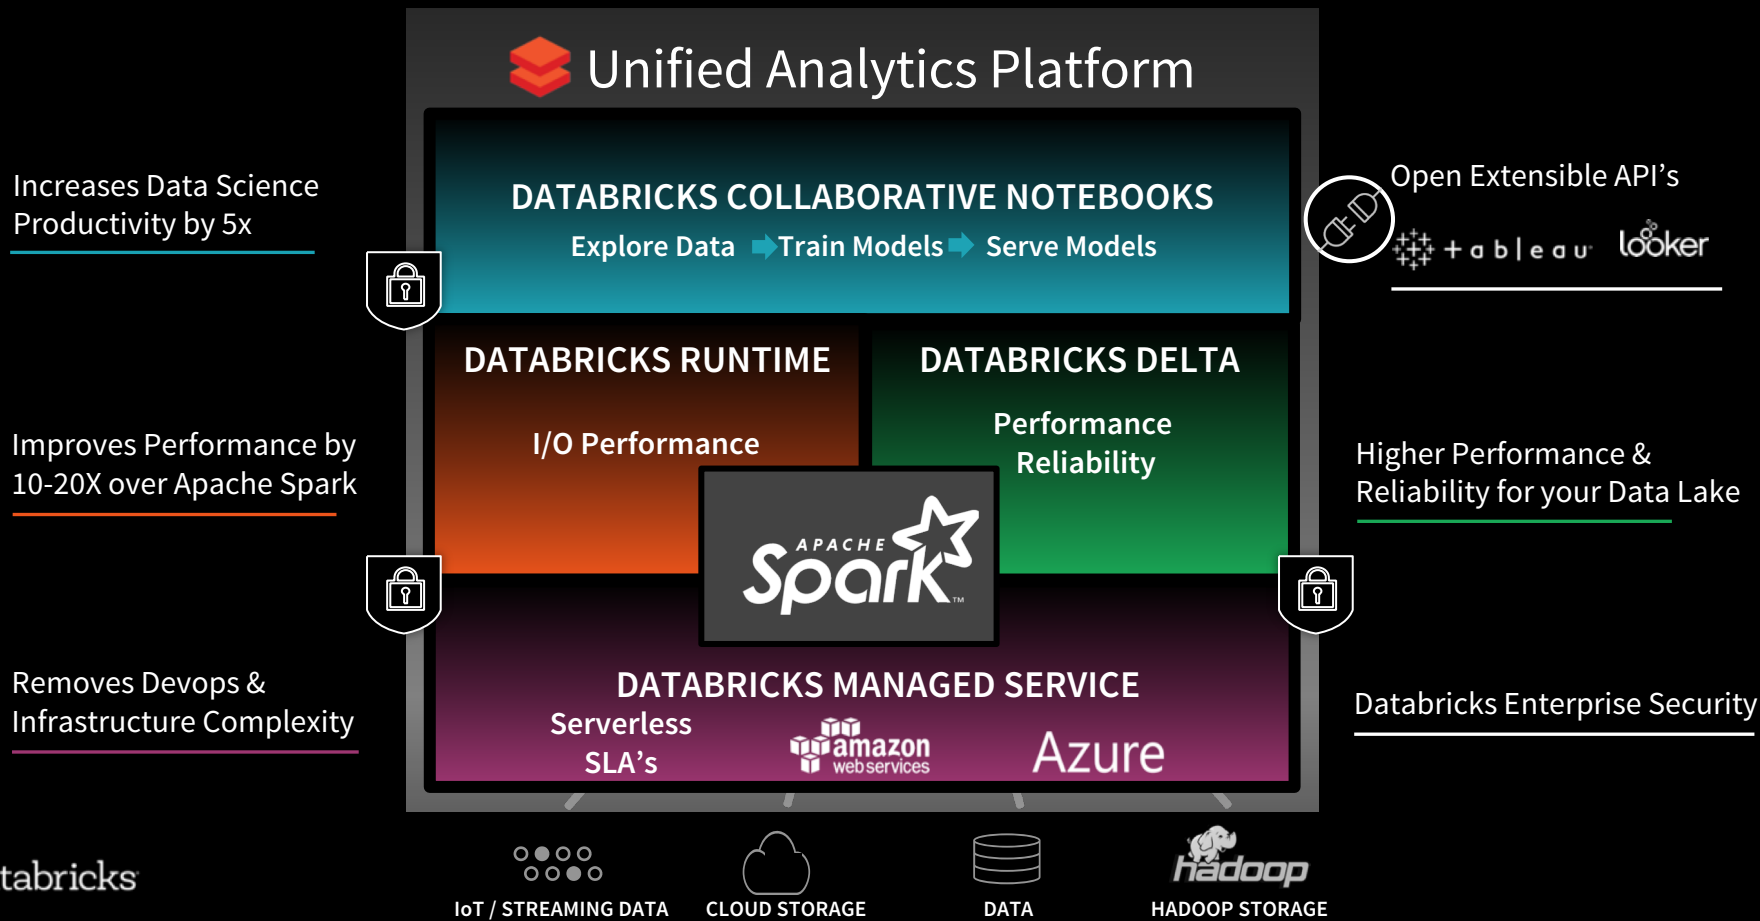 Unified Analytics Platform
Increases Data Science
Productivity by 5x
DATABRICKS COLLABORATIVE NOTEBOOKS
Explore Data Train Models Serve Models
Open Extensible API's
+ableau looker
DATABRICKS RUNTIME
I/O Performance
DATABRICKS DELTA
Performance
Reliability
Improves Performance by
10-20X over Apache Spark
Higher Performance &
Reliability for your Data Lake
APACHE
Spark™
Removes Devops &
Infrastructure Complexity
DATABRICKS MANAGED SERVICE
Serverless
SLA's
amazon
webservices
Azure
Databricks Enterprise Security
tabricks
hadoop
IoT / STREAMING DATA
CLOUD STORAGE
DATA
HADOOP STORAGE